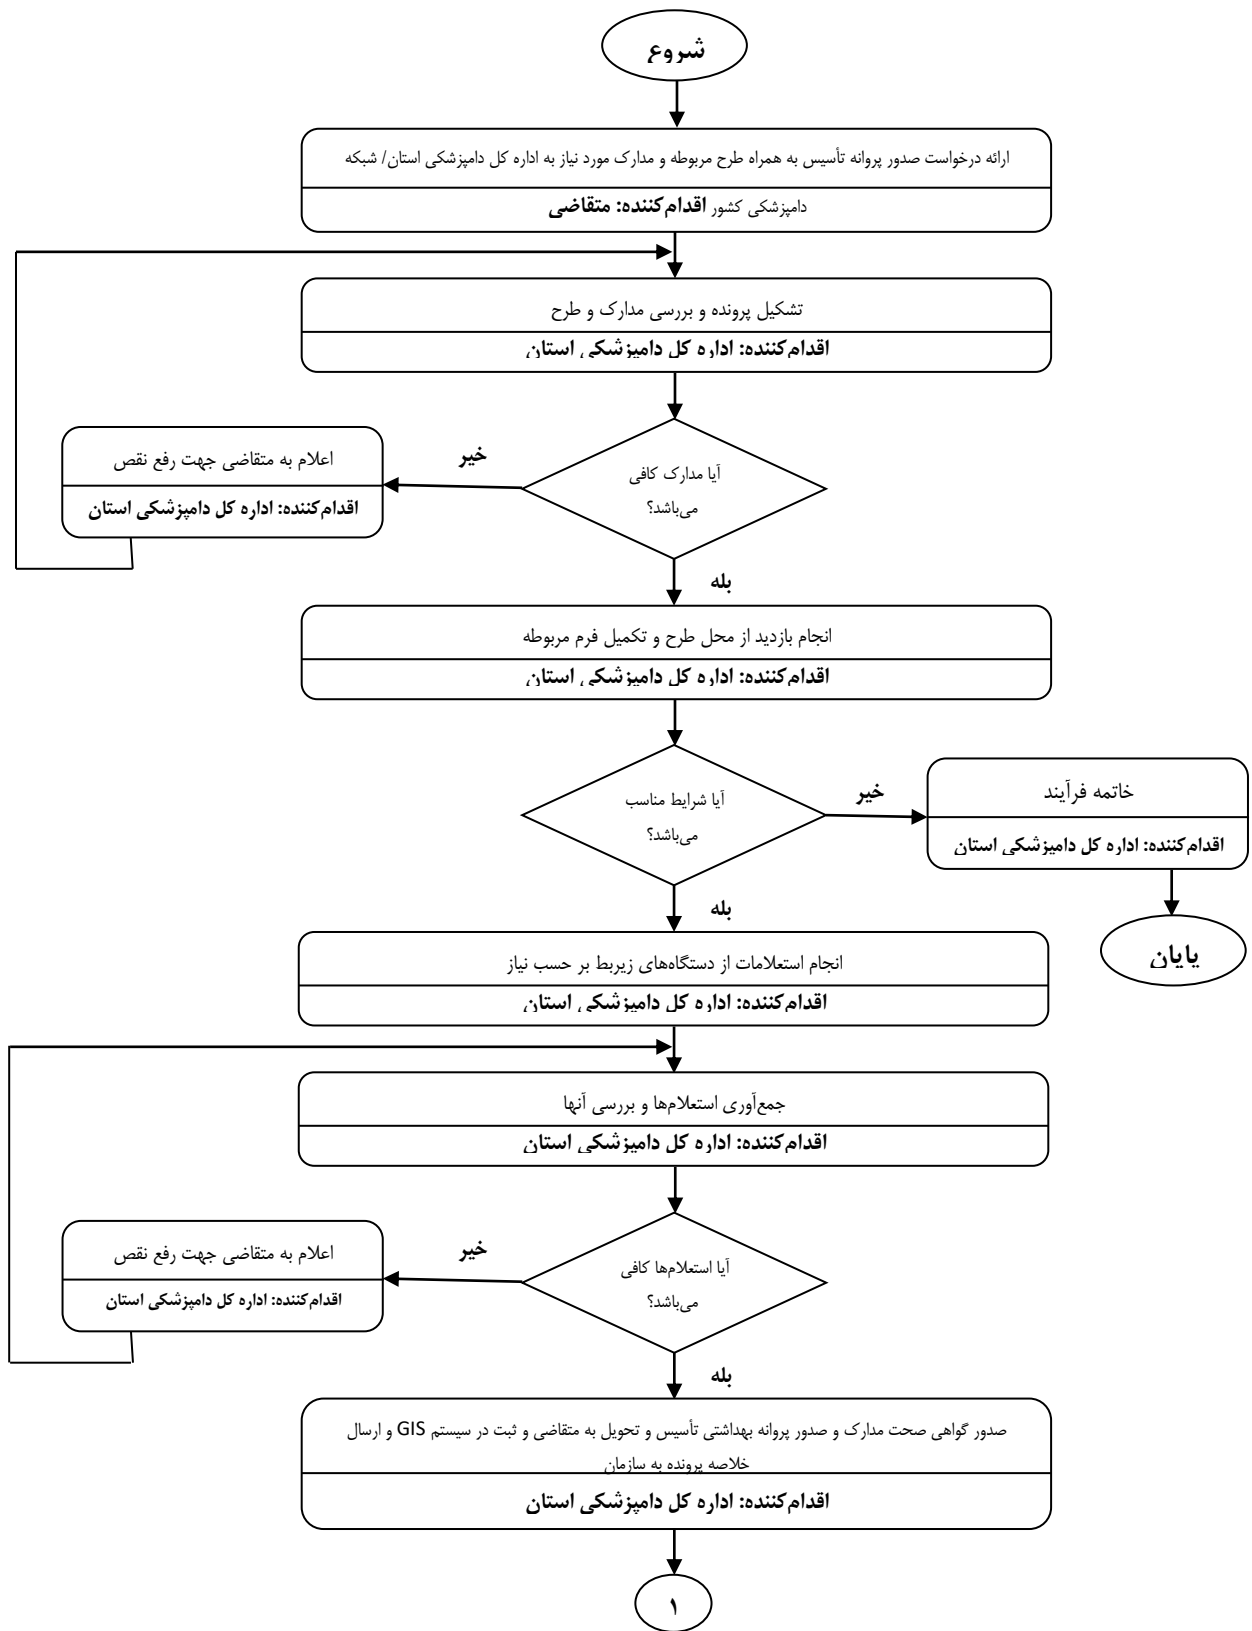 شروع
ارائه درخواست صدور پروانه تأسیس به همراه طرح مربوطه و مدارک مورد نیاز به اداره کل دامپزشکی استان/ شبکه
دامپزشکی کشور اقدام‌کننده: متقاضی
تشکیل پرونده و بررسی مدارک و طرح
اقدام‌کننده: اداره کل دامپزشکی استان
آیا مدارک کافی
می‌باشد؟
خیر
اعلام به متقاضی جهت رفع نقص
اقدام‌کننده: اداره کل دامپزشکی استان
بله
انجام بازدید از محل طرح و تکمیل فرم مربوطه
اقدام‌کننده: اداره کل دامپزشکی استان
آیا شرایط مناسب
می‌باشد؟
خیر
خاتمه فرآیند
اقدام‌کننده: اداره کل دامپزشکی استان
پایان
بله
انجام استعلامات از دستگاه‌های زیربط بر حسب نیاز
اقدام‌کننده: اداره کل دامپزشکی استان
جمع‌آوری استعلام‌ها و بررسی آنها
اقدام‌کننده: اداره کل دامپزشکی استان
آیا استعلام‌ها کافی
می‌باشد؟
خیر
اعلام به متقاضی جهت رفع نقص
اقدام‌کننده: اداره کل دامپزشکی استان
بله
صدور گواهی صحت مدارک و صدور پروانه بهداشتی تأسیس و تحویل به متقاضی و ثبت در سیستم GIS و ارسال
خلاصه پرونده به سازمان
اقدام‌کننده: اداره کل دامپزشکی استان
۱